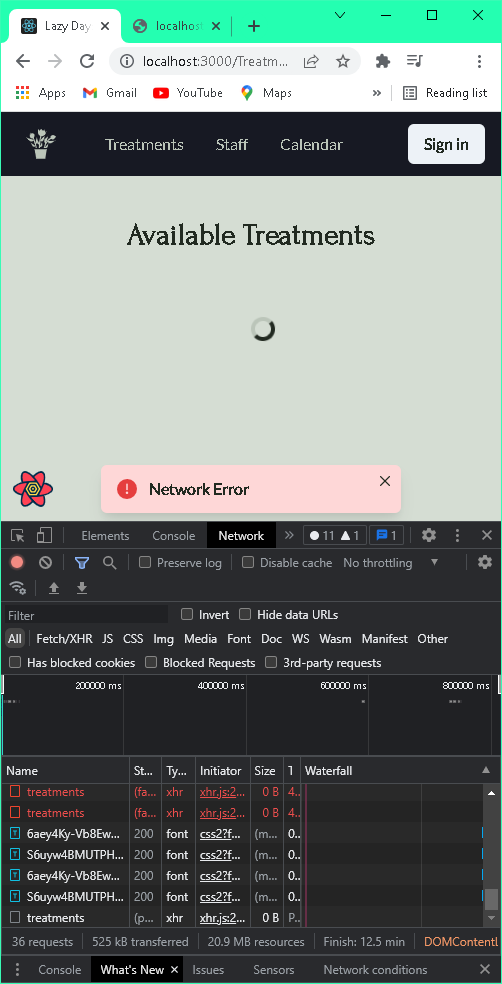 Lazy Day
localhost
localhost:3000/Treatm...
Apps Gmail YouTube Maps » Reading list
Treatments Staff Calendar Sign in
Available Treatments
Network Error
Elements Console Network » 11 1 1
Preserve log Disable cache No throttling
Filter Invert Hide data URLs
All Fetch/XHR JS CSS Img Media Font Doc WS Wasm Manifest Other
Has blocked cookies Blocked Requests 3rd-party requests
200000 ms 400000 ms 600000 ms 800000 ms
Name St... Ty... Initiator Size Waterfall
treatments (fa... xhr xhr.js:2... 0 B 4..
treatments (fa... xhr xhr.js:2... 0 B 4..
6aey4Ky-Vb8Ew... 200 font css2?f... (m... 0..
S6uyw4BMUTPH... 200 font css2?f... (m... 0..
6aey4Ky-Vb8Ew... 200 font css2?f... (m... 0..
S6uyw4BMUTPH... 200 font css2?f... (m... 0..
treatments (p... xhr xhr.js:2... 0 B P..
36 requests 525 kB transferred 20.9 MB resources Finish: 12.5 min DOMContentL
Console What's New Issues Sensors Network conditions